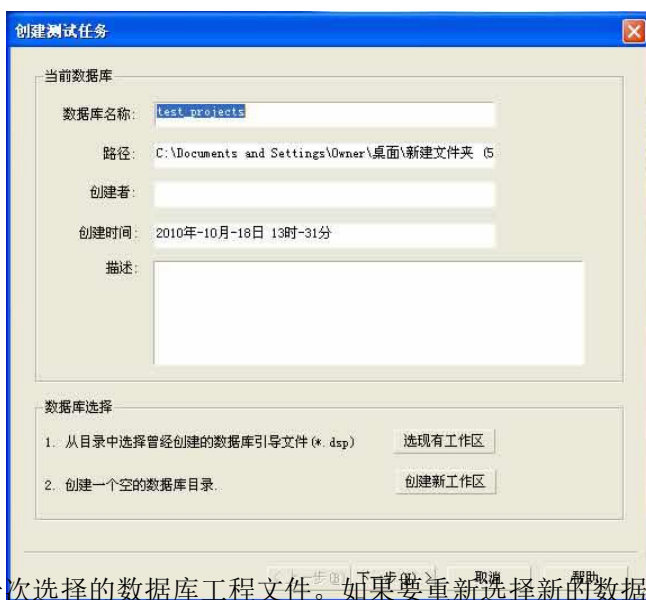 创建测试任务
当前数据库
数据库名称: test_projects
路径: C:\Documents and Settings\Owner\桌面\新建文件夹 (5
创建者:
创建时间: 2010年-10月-18日 13时-31分
描述:
数据库选择
1. 从目录中选择曾经创建的数据库引导文件(*.dsp) 选现有工作区
2. 创建一个空的数据库目录. 创建新工作区
下一步(N) > 取消 帮助
次选择的数据库工程文件。如果要重新选择新的数据